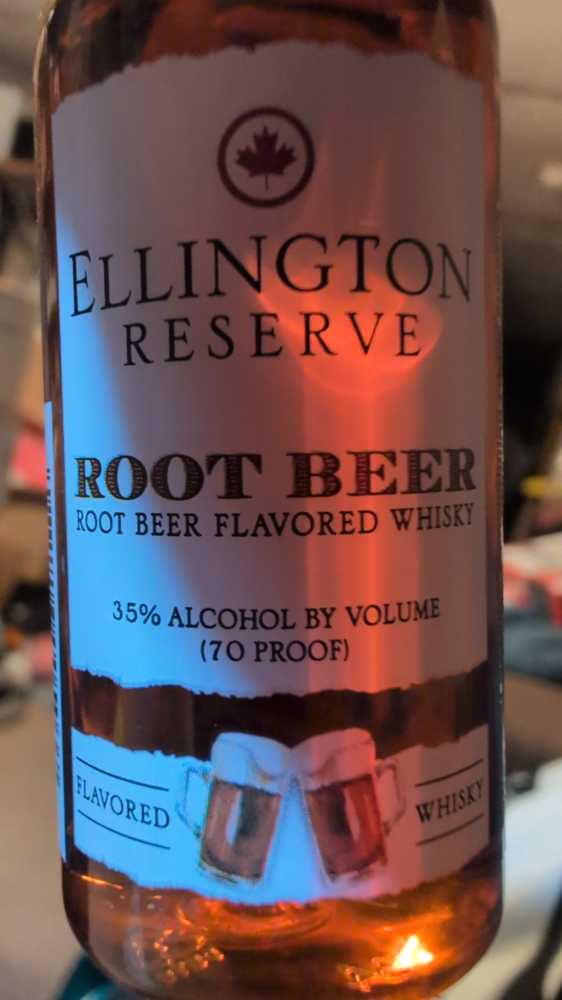 ELLINGTON
RESERVE
ROOT BEER
ROOT BEER FLAVORED WHISKY
35% ALCOHOL BY VOLUME
(70 PROOF)
FLAVORED
WHISKY